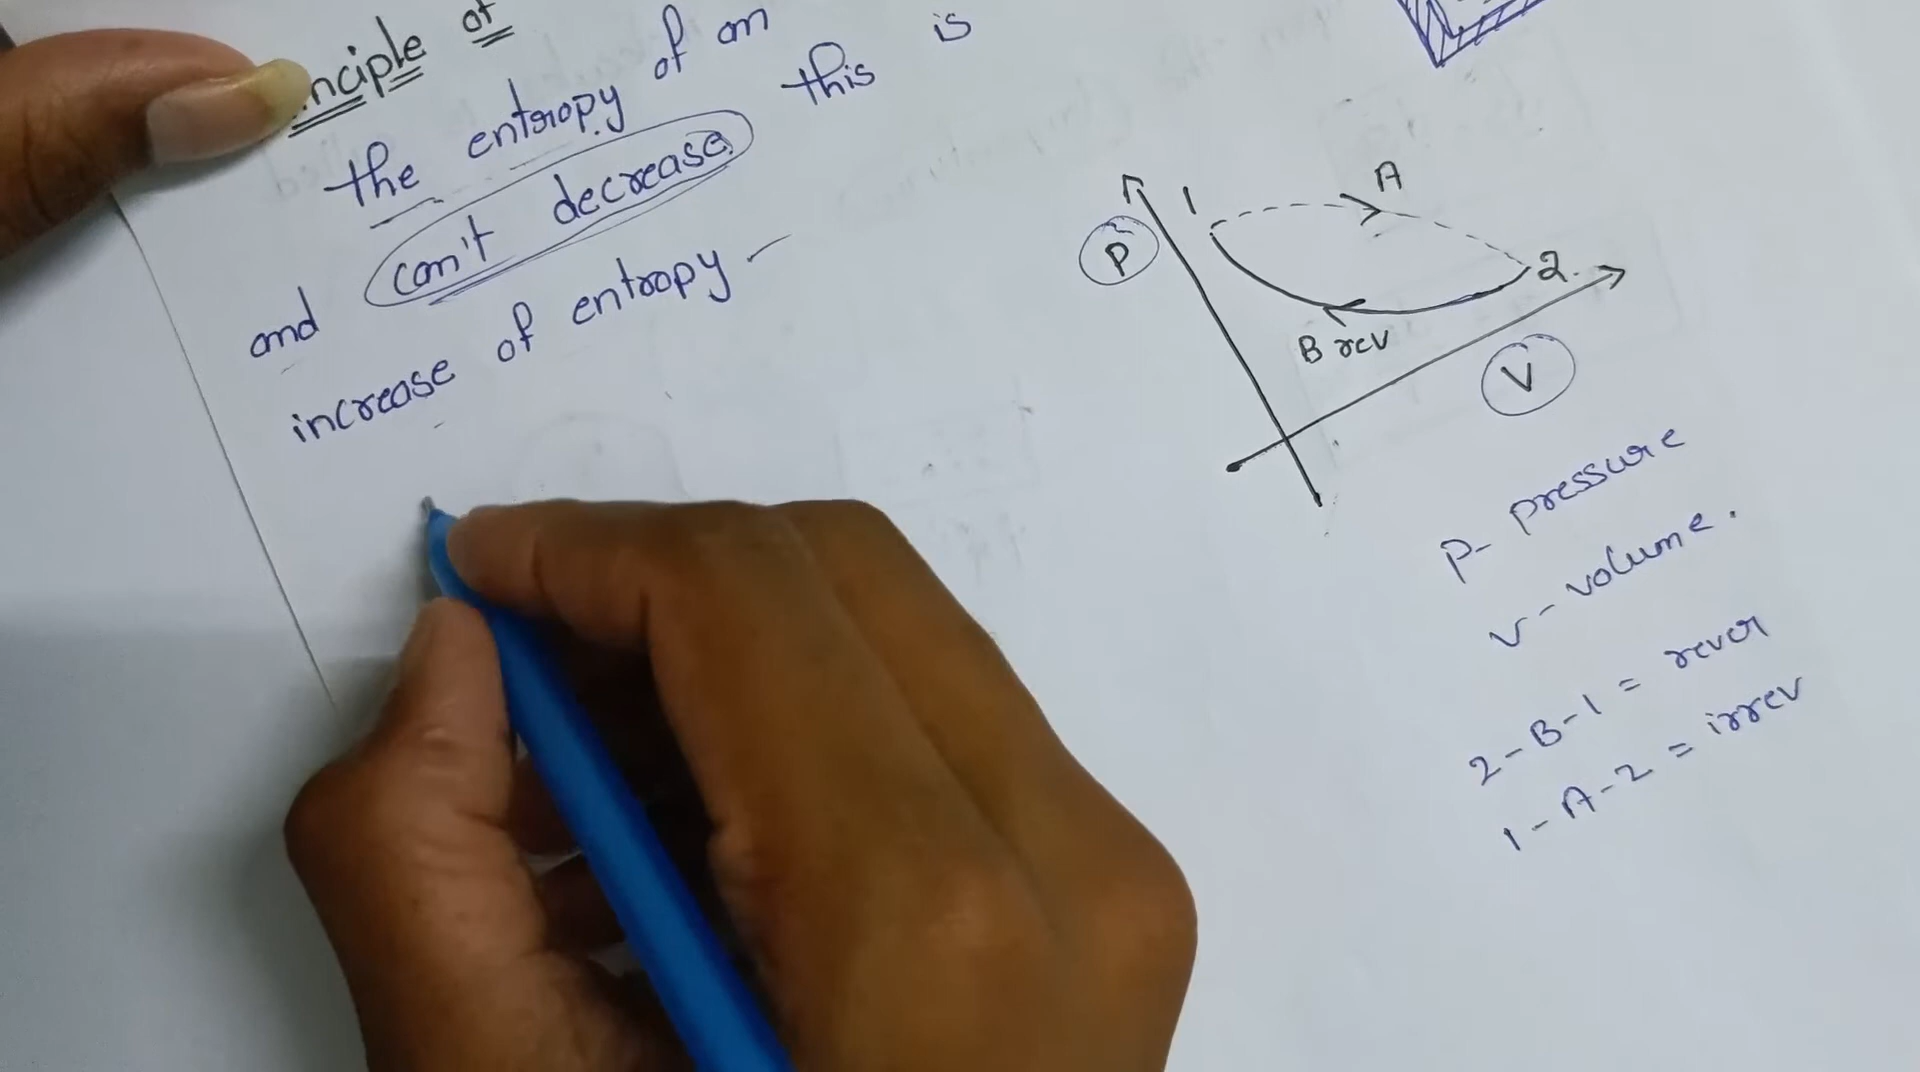 nciple of
the entropy of an is
and can't decrease this
increase of entropy -
1
A
P
2.
B rev
V
P- pressure
V - volume.
2-B-1 = rever
1-A-2 = irrev